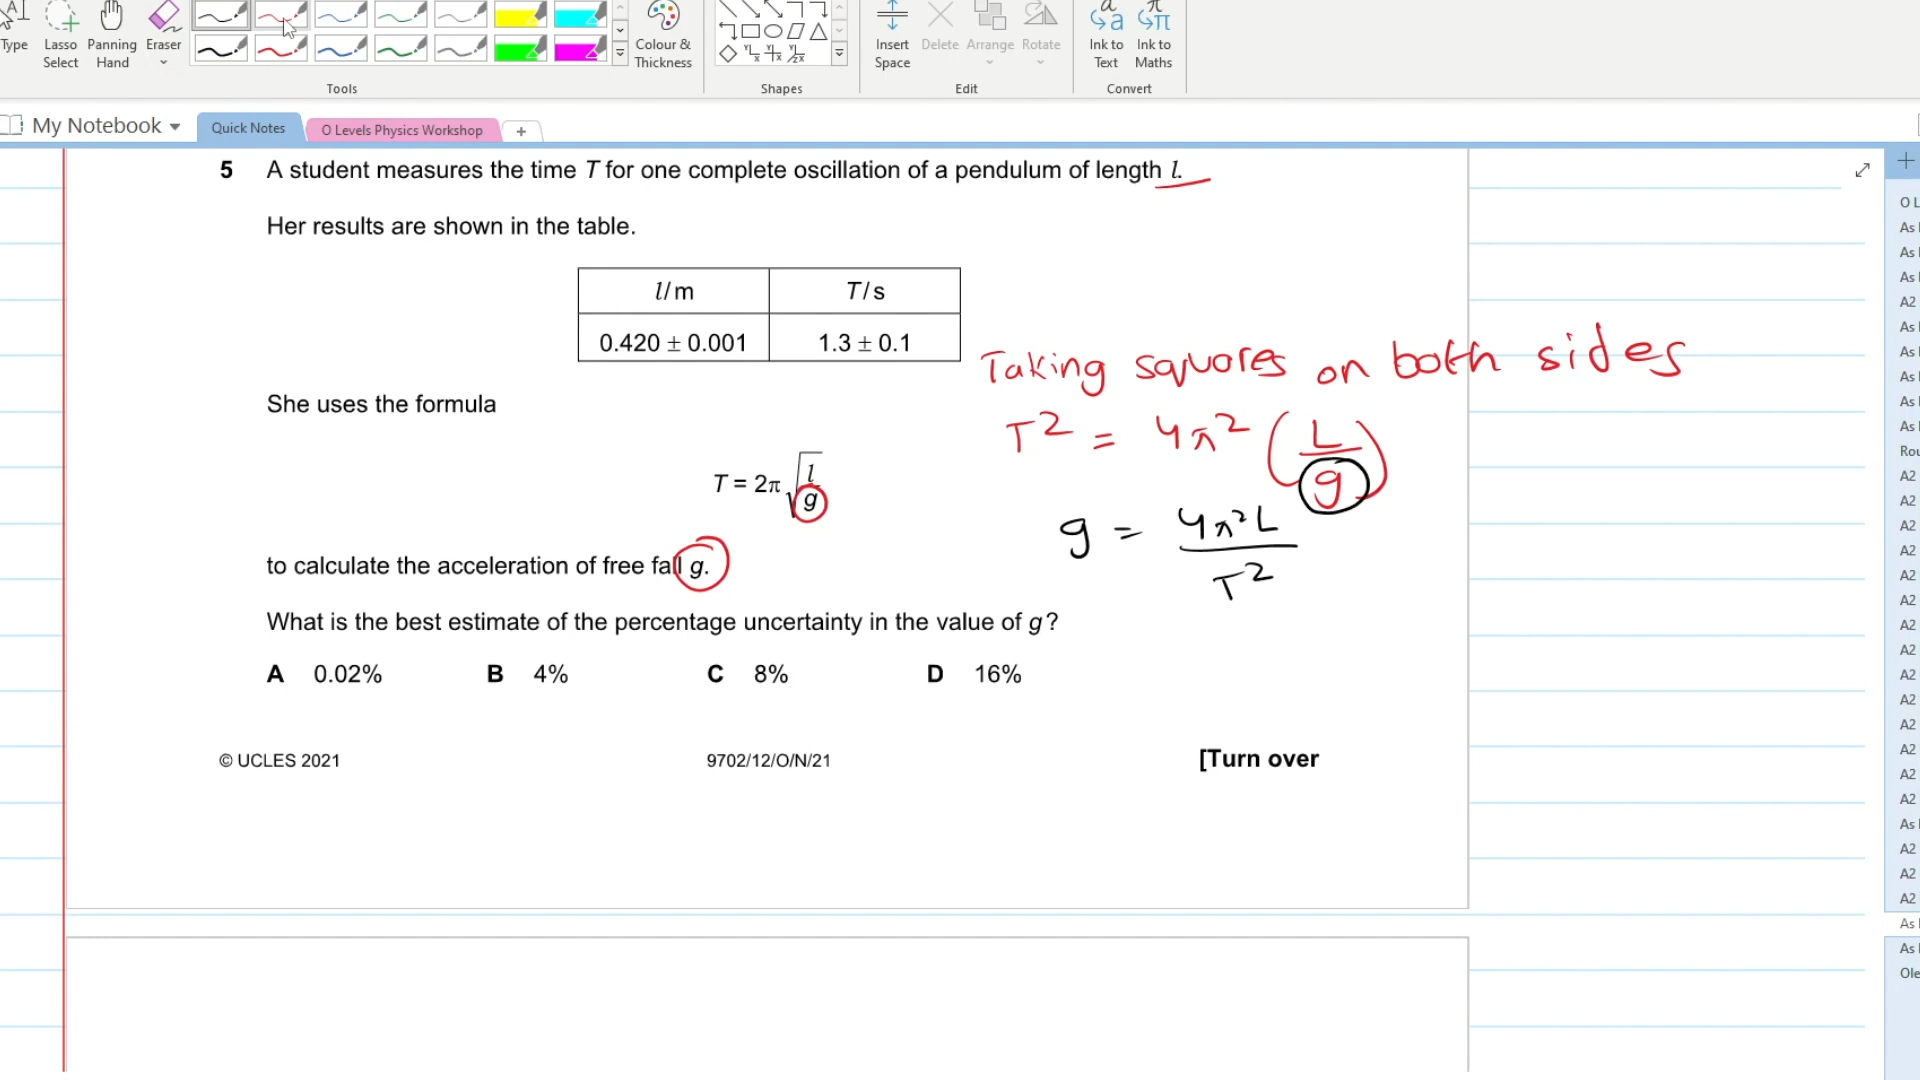 Type
Lasso Select
Panning Hand
Eraser
Colour & Thickness
Insert Space
Delete
Arrange
Rotate
Ink to Text
Ink to Maths
Tools
Shapes
Edit
Convert
My Notebook
Quick Notes
O Levels Physics Workshop
5 A student measures the time T for one complete oscillation of a pendulum of length l.
Her results are shown in the table.
l/m T/s
0.420 ± 0.001 1.3 ± 0.1
Taking squares on both sides
She uses the formula
T² = 4π² (L/g)
T = 2π√(l/g)
g = 4π²L/T²
to calculate the acceleration of free fall g.
What is the best estimate of the percentage uncertainty in the value of g?
A 0.02% B 4% C 8% D 16%
© UCLES 2021 9702/12/O/N/21 [Turn over